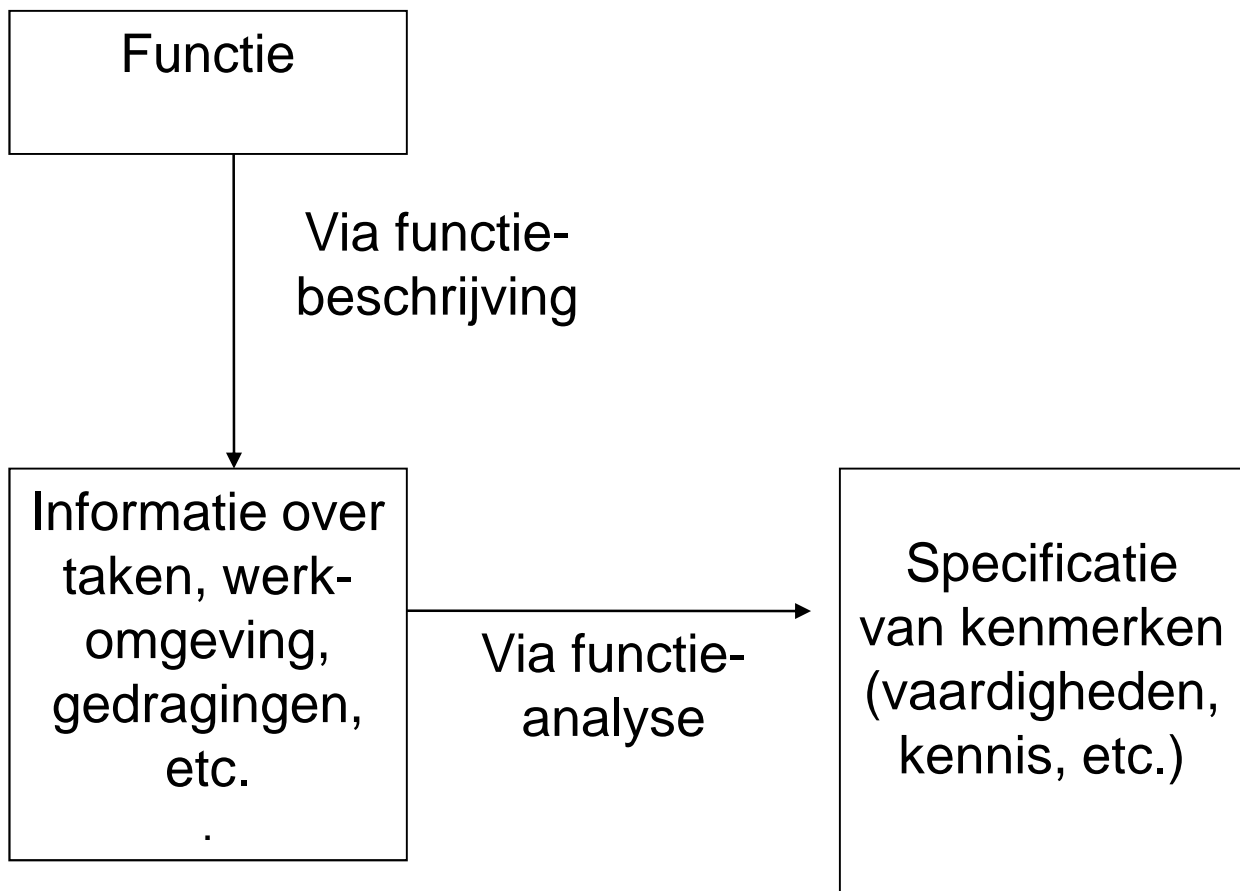 Functie
Via functie-
beschrijving
Informatie over
taken, werk-
omgeving,
gedragingen,
etc.
.
Via functie-
analyse
Specificatie
van kenmerken
(vaardigheden,
kennis, etc.)